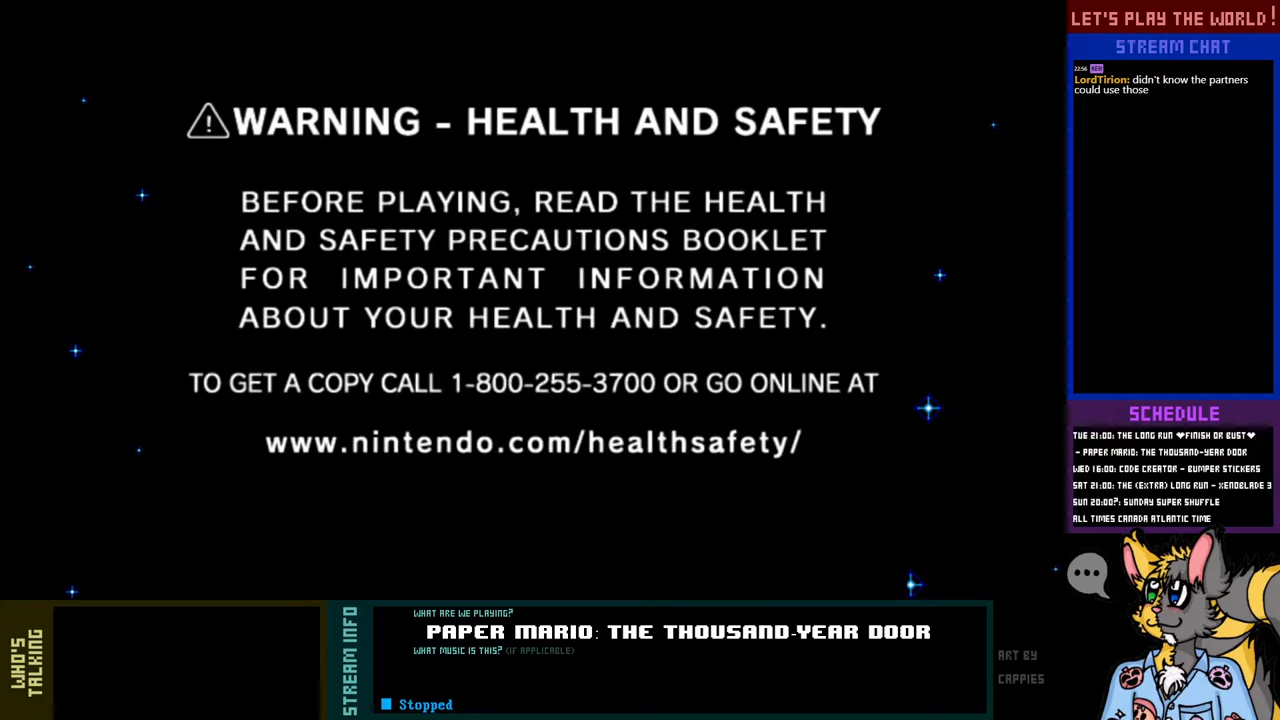 LET'S PLAY THE WORLD!
STREAM CHAT
22:56 NEW
LordTirion: didn't know the partners
could use those
⚠WARNING - HEALTH AND SAFETY
BEFORE PLAYING, READ THE HEALTH
AND SAFETY PRECAUTIONS BOOKLET
FOR IMPORTANT INFORMATION
ABOUT YOUR HEALTH AND SAFETY.
TO GET A COPY CALL 1-800-255-3700 OR GO ONLINE AT
www.nintendo.com/healthsafety/
SCHEDULE
TUE 21:00: THE LONG RUN ❤FINISH OR BUST❤
- PAPER MARIO: THE THOUSAND-YEAR DOOR
WED 16:00: CODE CREATOR - BUMPER STICKERS
SAT 21:00: THE (EXTRA) LONG RUN - XENOBLADE 3
SUN 20:00?: SUNDAY SUPER SHUFFLE
ALL TIMES CANADA ATLANTIC TIME
WHO'S
TALKING
STREAM INFO
WHAT ARE WE PLAYING?
PAPER MARIO: THE THOUSAND-YEAR DOOR
WHAT MUSIC IS THIS? (IF APPLICABLE)
Stopped
ART BY
CAPPIES